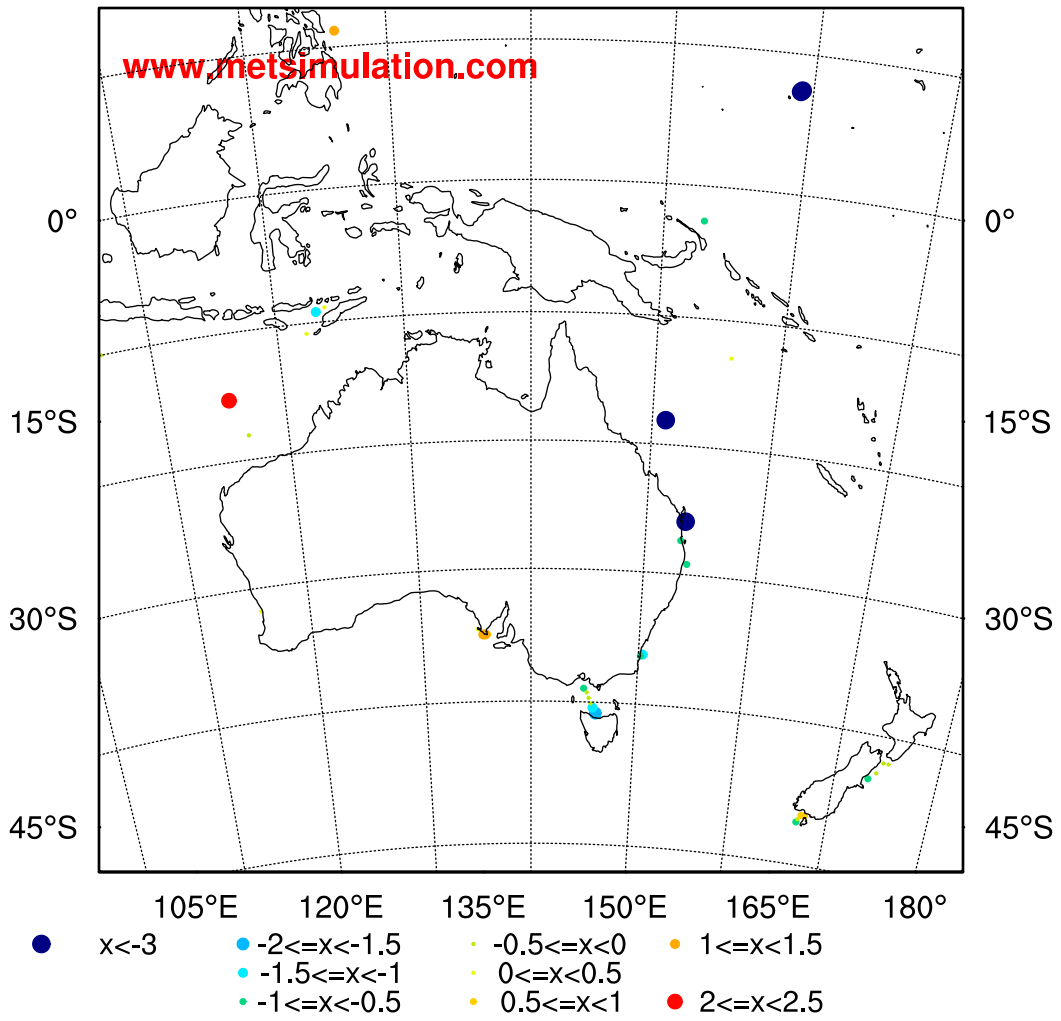 www.metsimulation.com
0° 0°
15°S 15°S
30°S 30°S
45°S 45°S
105°E 120°E 135°E 150°E 165°E 180°
x<-3 -2<=x<-1.5 -0.5<=x<0 1<=x<1.5
-1.5<=x<-1 0<=x<0.5
-1<=x<-0.5 0.5<=x<1 2<=x<2.5